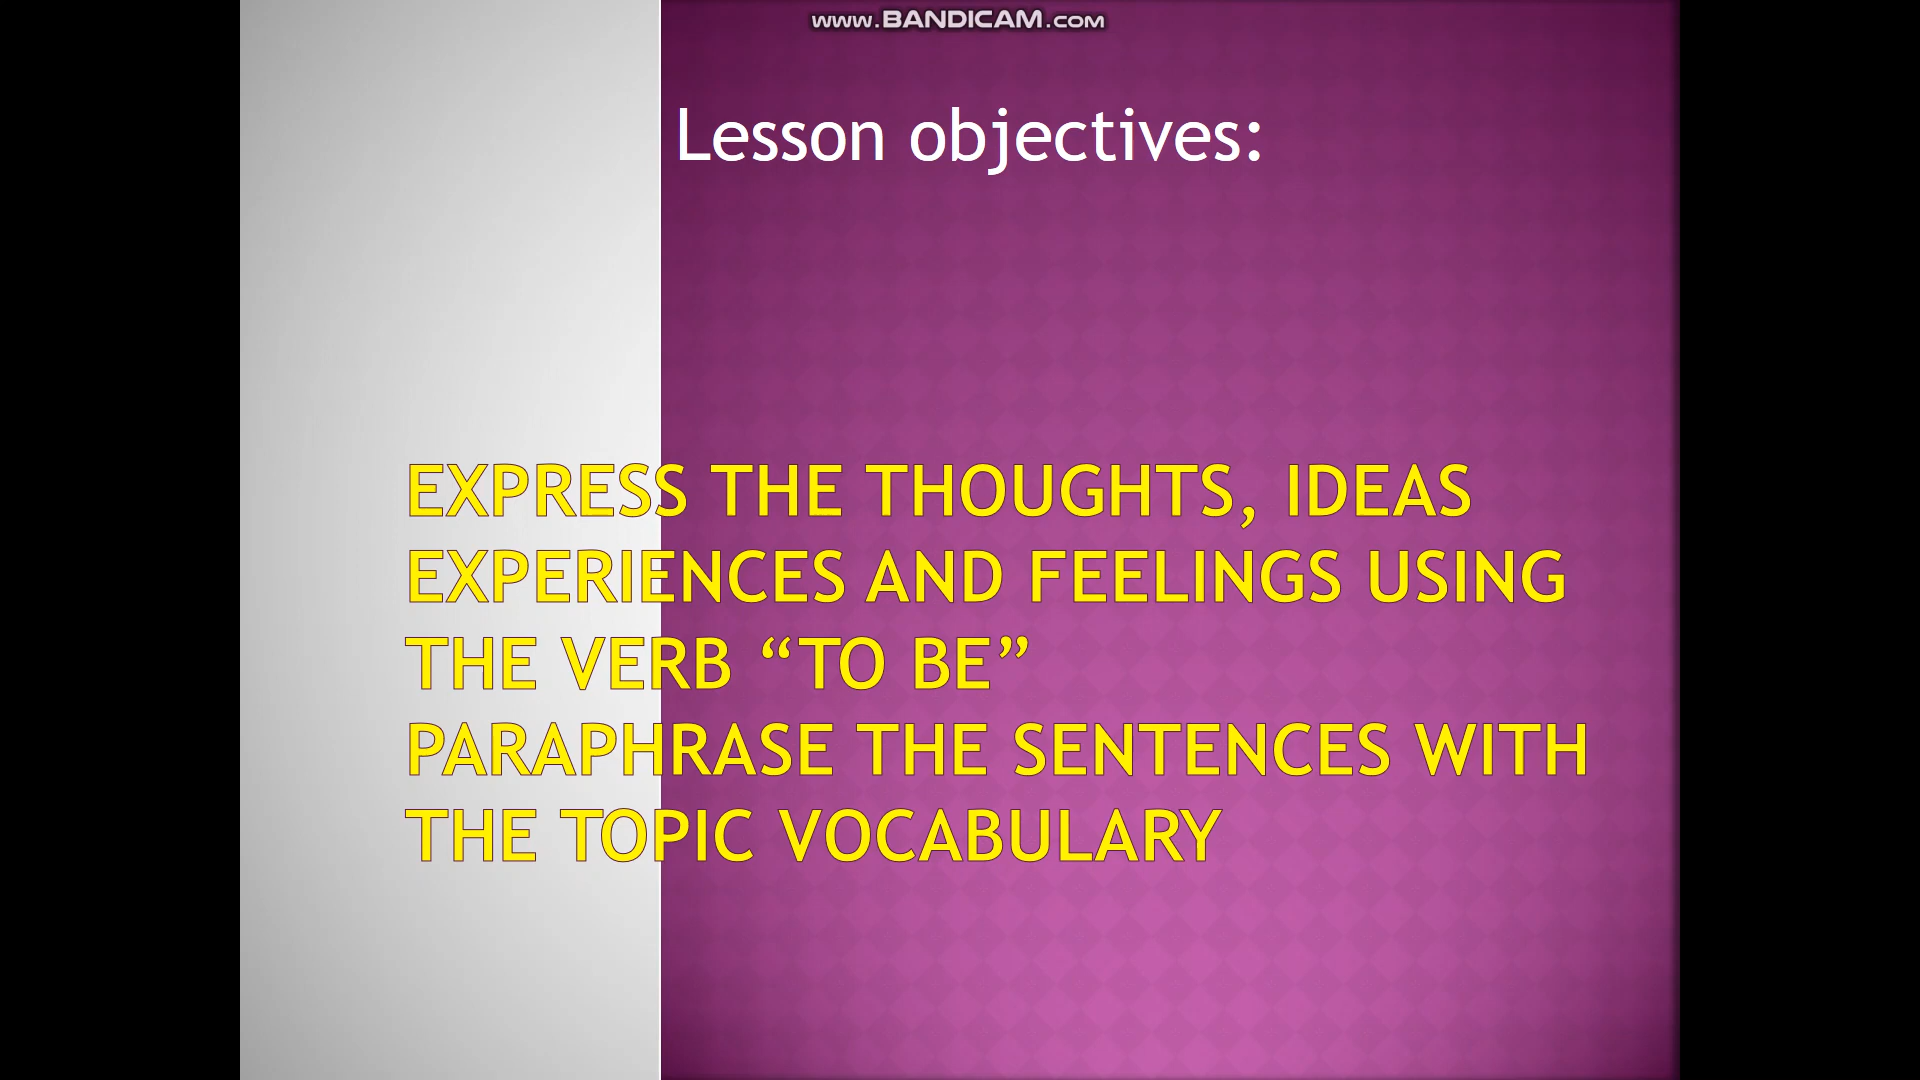 www.BANDICAM.com
Lesson objectives:
EXPRESS THE THOUGHTS, IDEAS
EXPERIENCES AND FEELINGS USING
THE VERB “TO BE”
PARAPHRASE THE SENTENCES WITH
THE TOPIC VOCABULARY